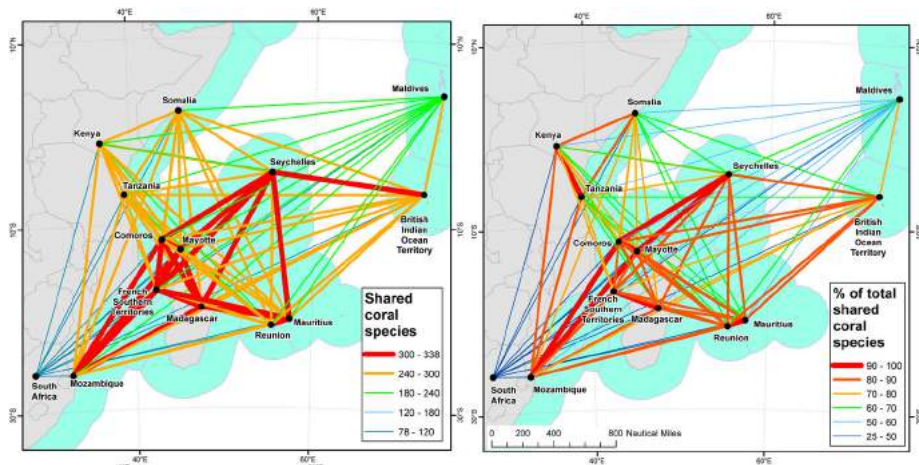 40°E 60°E
10°N
Maldives
Somalia
Kenya
Seychelles
Tanzania
10°S
Comoros
Mayotte
British
Indian
Ocean
Territory
French
Southern
Territories
Madagascar
Mauritius
Reunion
South
Africa
Mozambique
30°S
40°E 60°E
Shared
coral
species
300 - 338
240 - 300
180 - 240
120 - 180
78 - 120
40°E 60°E
10°N
Maldives
Somalia
Kenya
Seychelles
Tanzania
10°S
Comoros
Mayotte
British
Indian
Ocean
Territory
French
Southern
Territories
Madagascar
Mauritius
Reunion
South
Africa
Mozambique
30°S
0 200 400 800 Nautical Miles
40°E 60°E
% of total
shared
coral
species
90 - 100
80 - 90
70 - 80
60 - 70
50 - 60
25 - 50